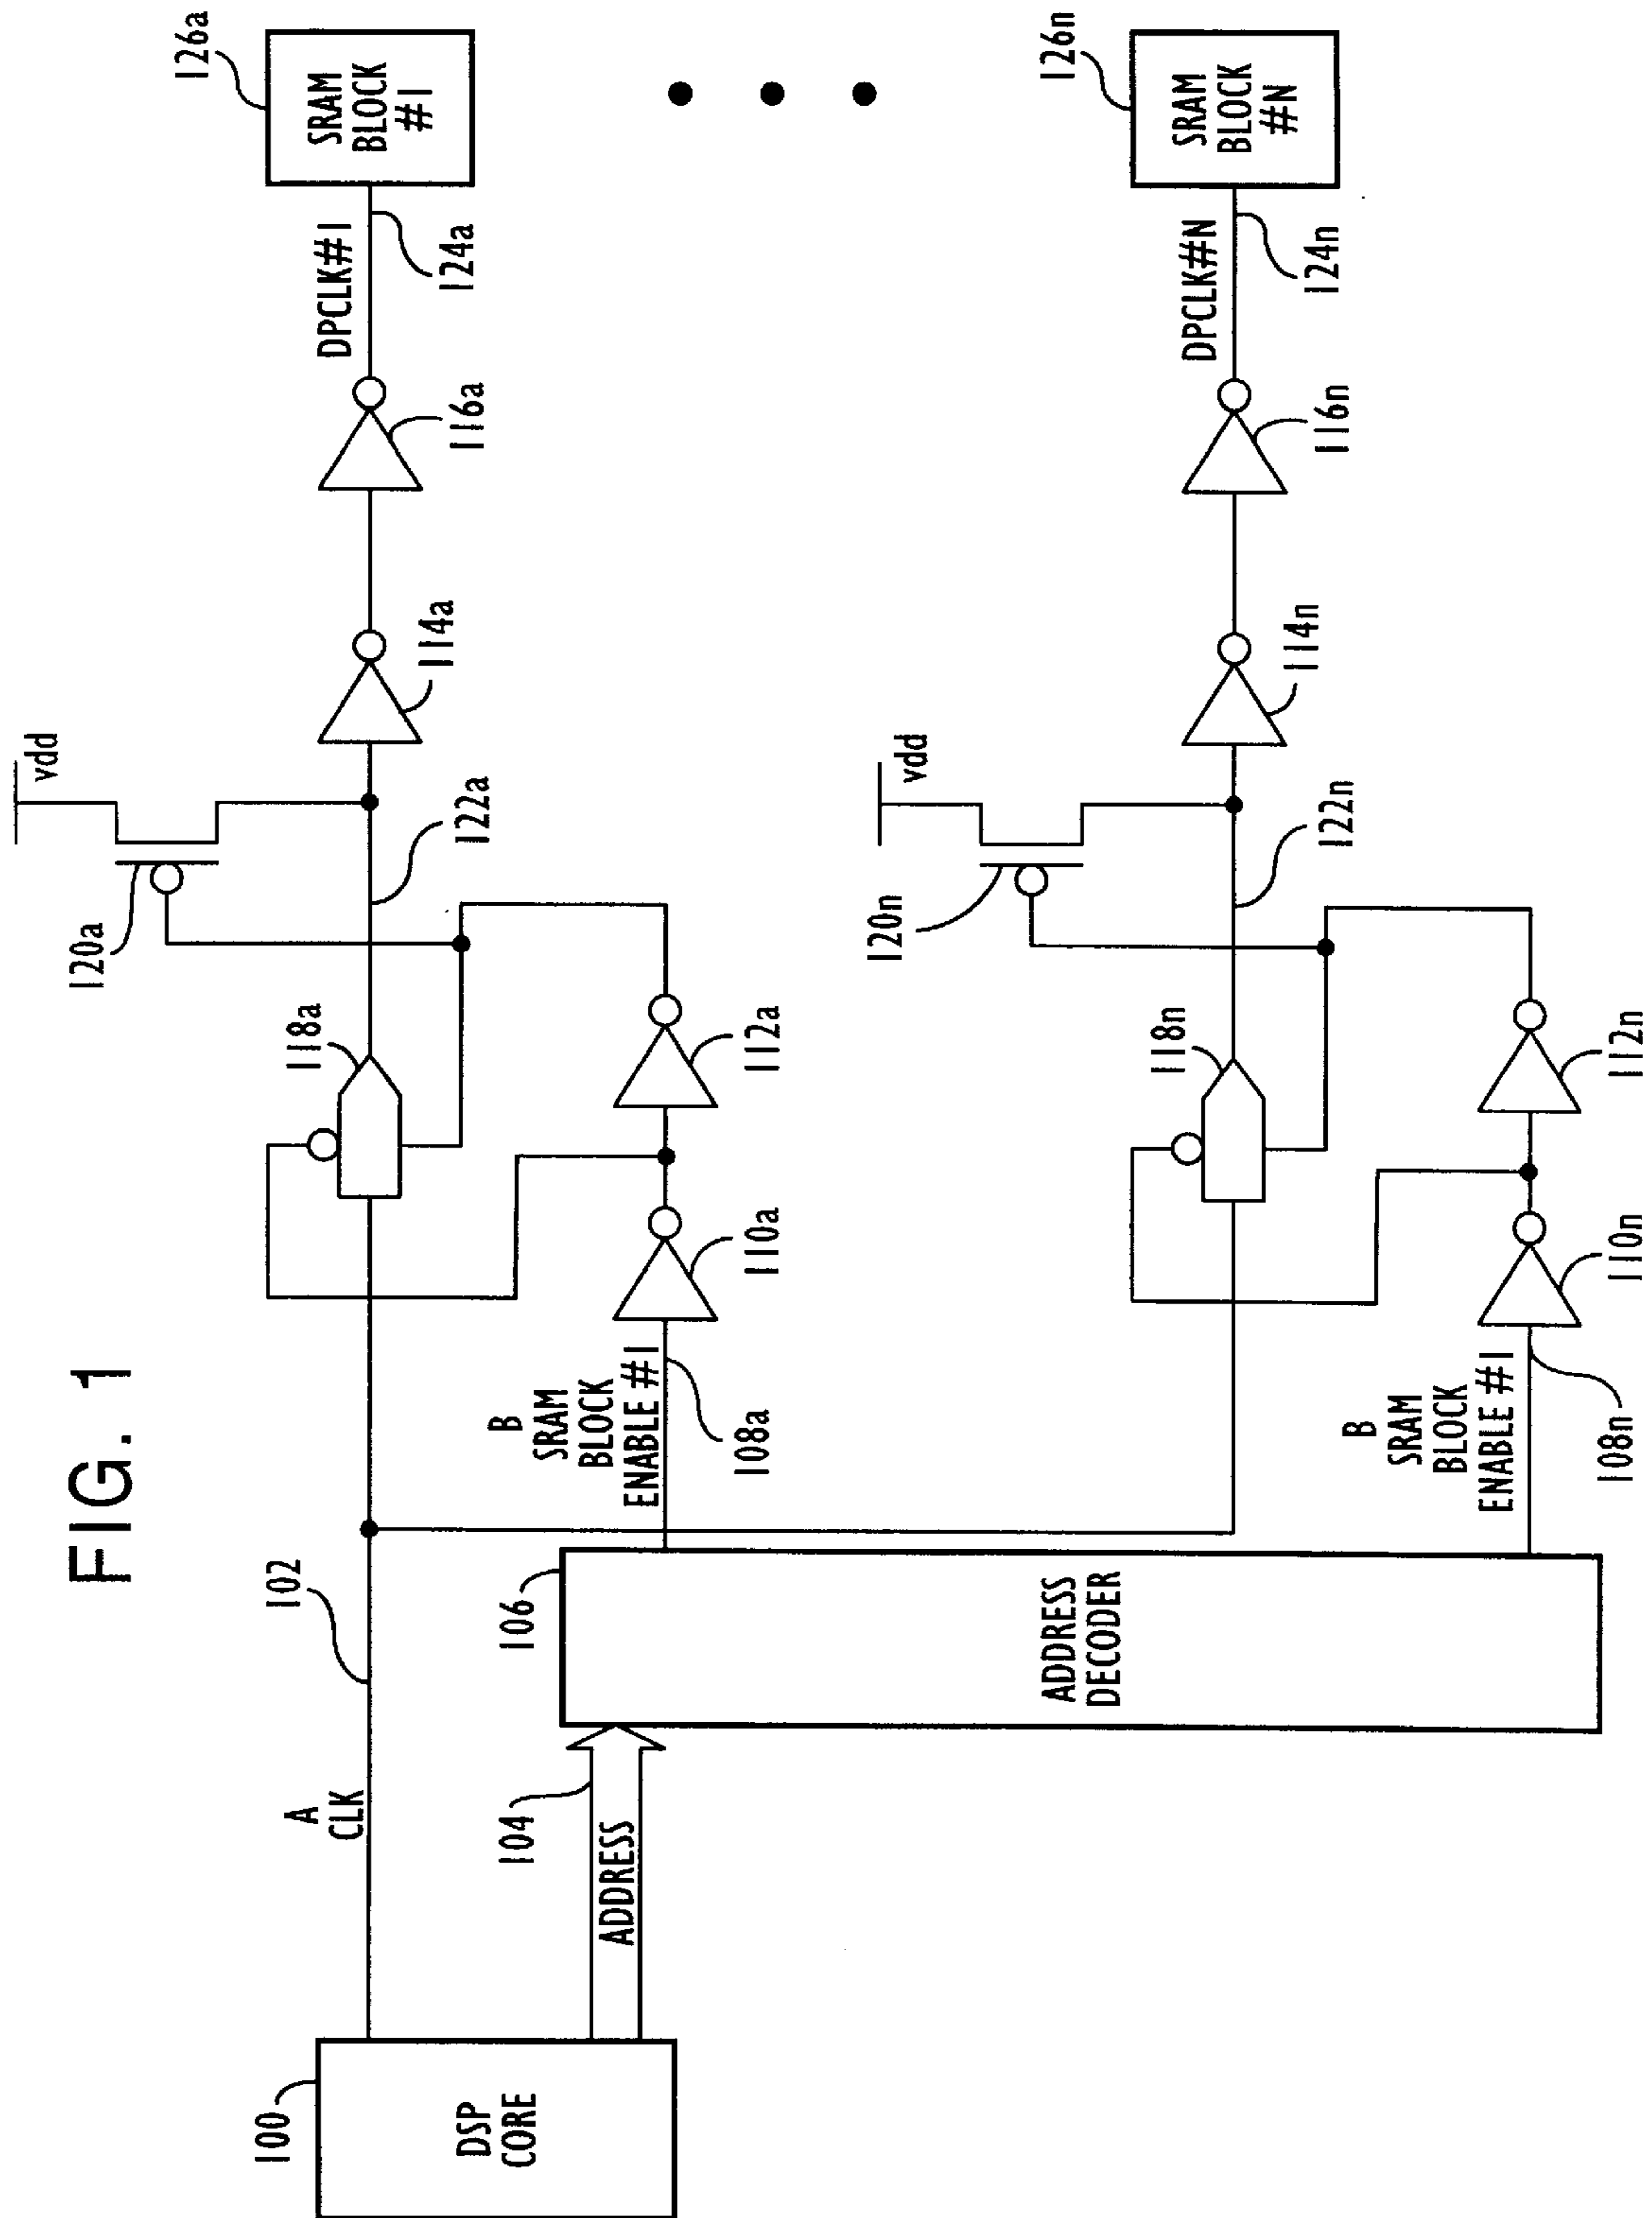 FIG. 1
100
DSP
CORE
A
CLK
102
104
ADDRESS
106
ADDRESS
DECODER
B
SRAM
BLOCK
ENABLE #1
108a
110a
112a
118a
120a
vdd
122a
114a
116a
DPCLK#1
124a
126a
SRAM
BLOCK
#1
B
SRAM
BLOCK
ENABLE #1
108n
110n
112n
118n
120n
vdd
122n
114n
116n
DPCLK#N
124n
126n
SRAM
BLOCK
#N